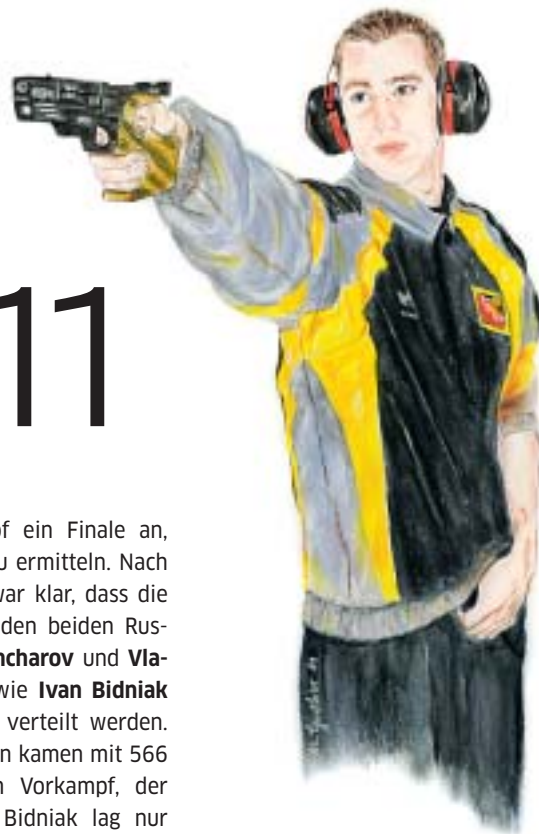 11
of ein Finale an,
u ermitteln. Nach
war klar, dass die
den beiden Rus-
ncharov und Vla-
wie Ivan Bidniak
verteilt werden.
n kamen mit 566
n Vorkampf, der
Bidniak lag nur